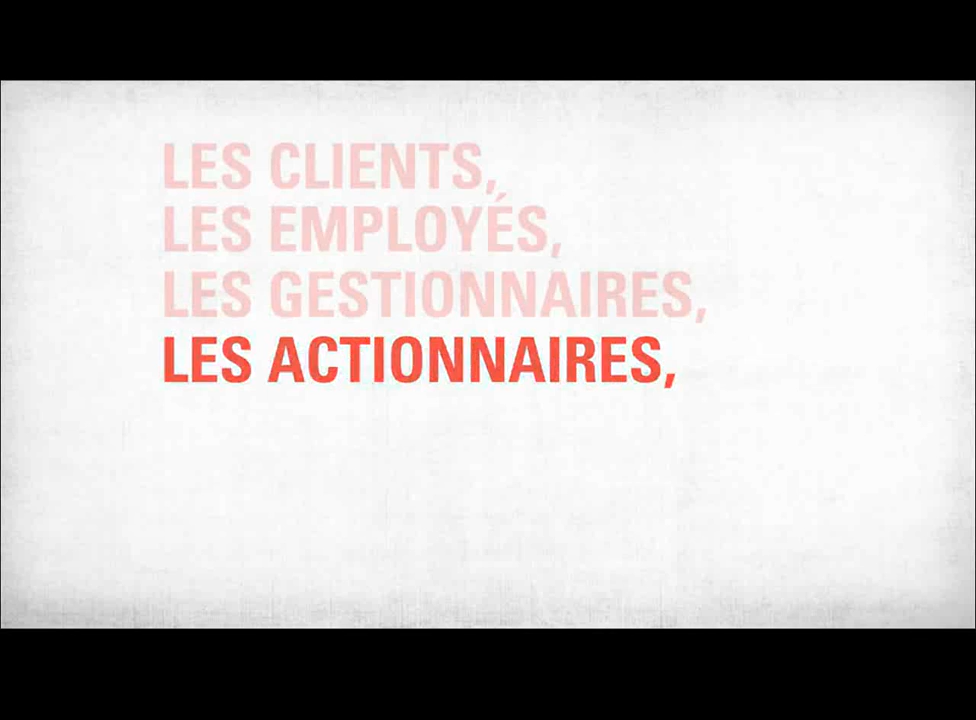 LES CLIENTS,
LES EMPLOYÉS,
LES GESTIONNAIRES,
LES ACTIONNAIRES,